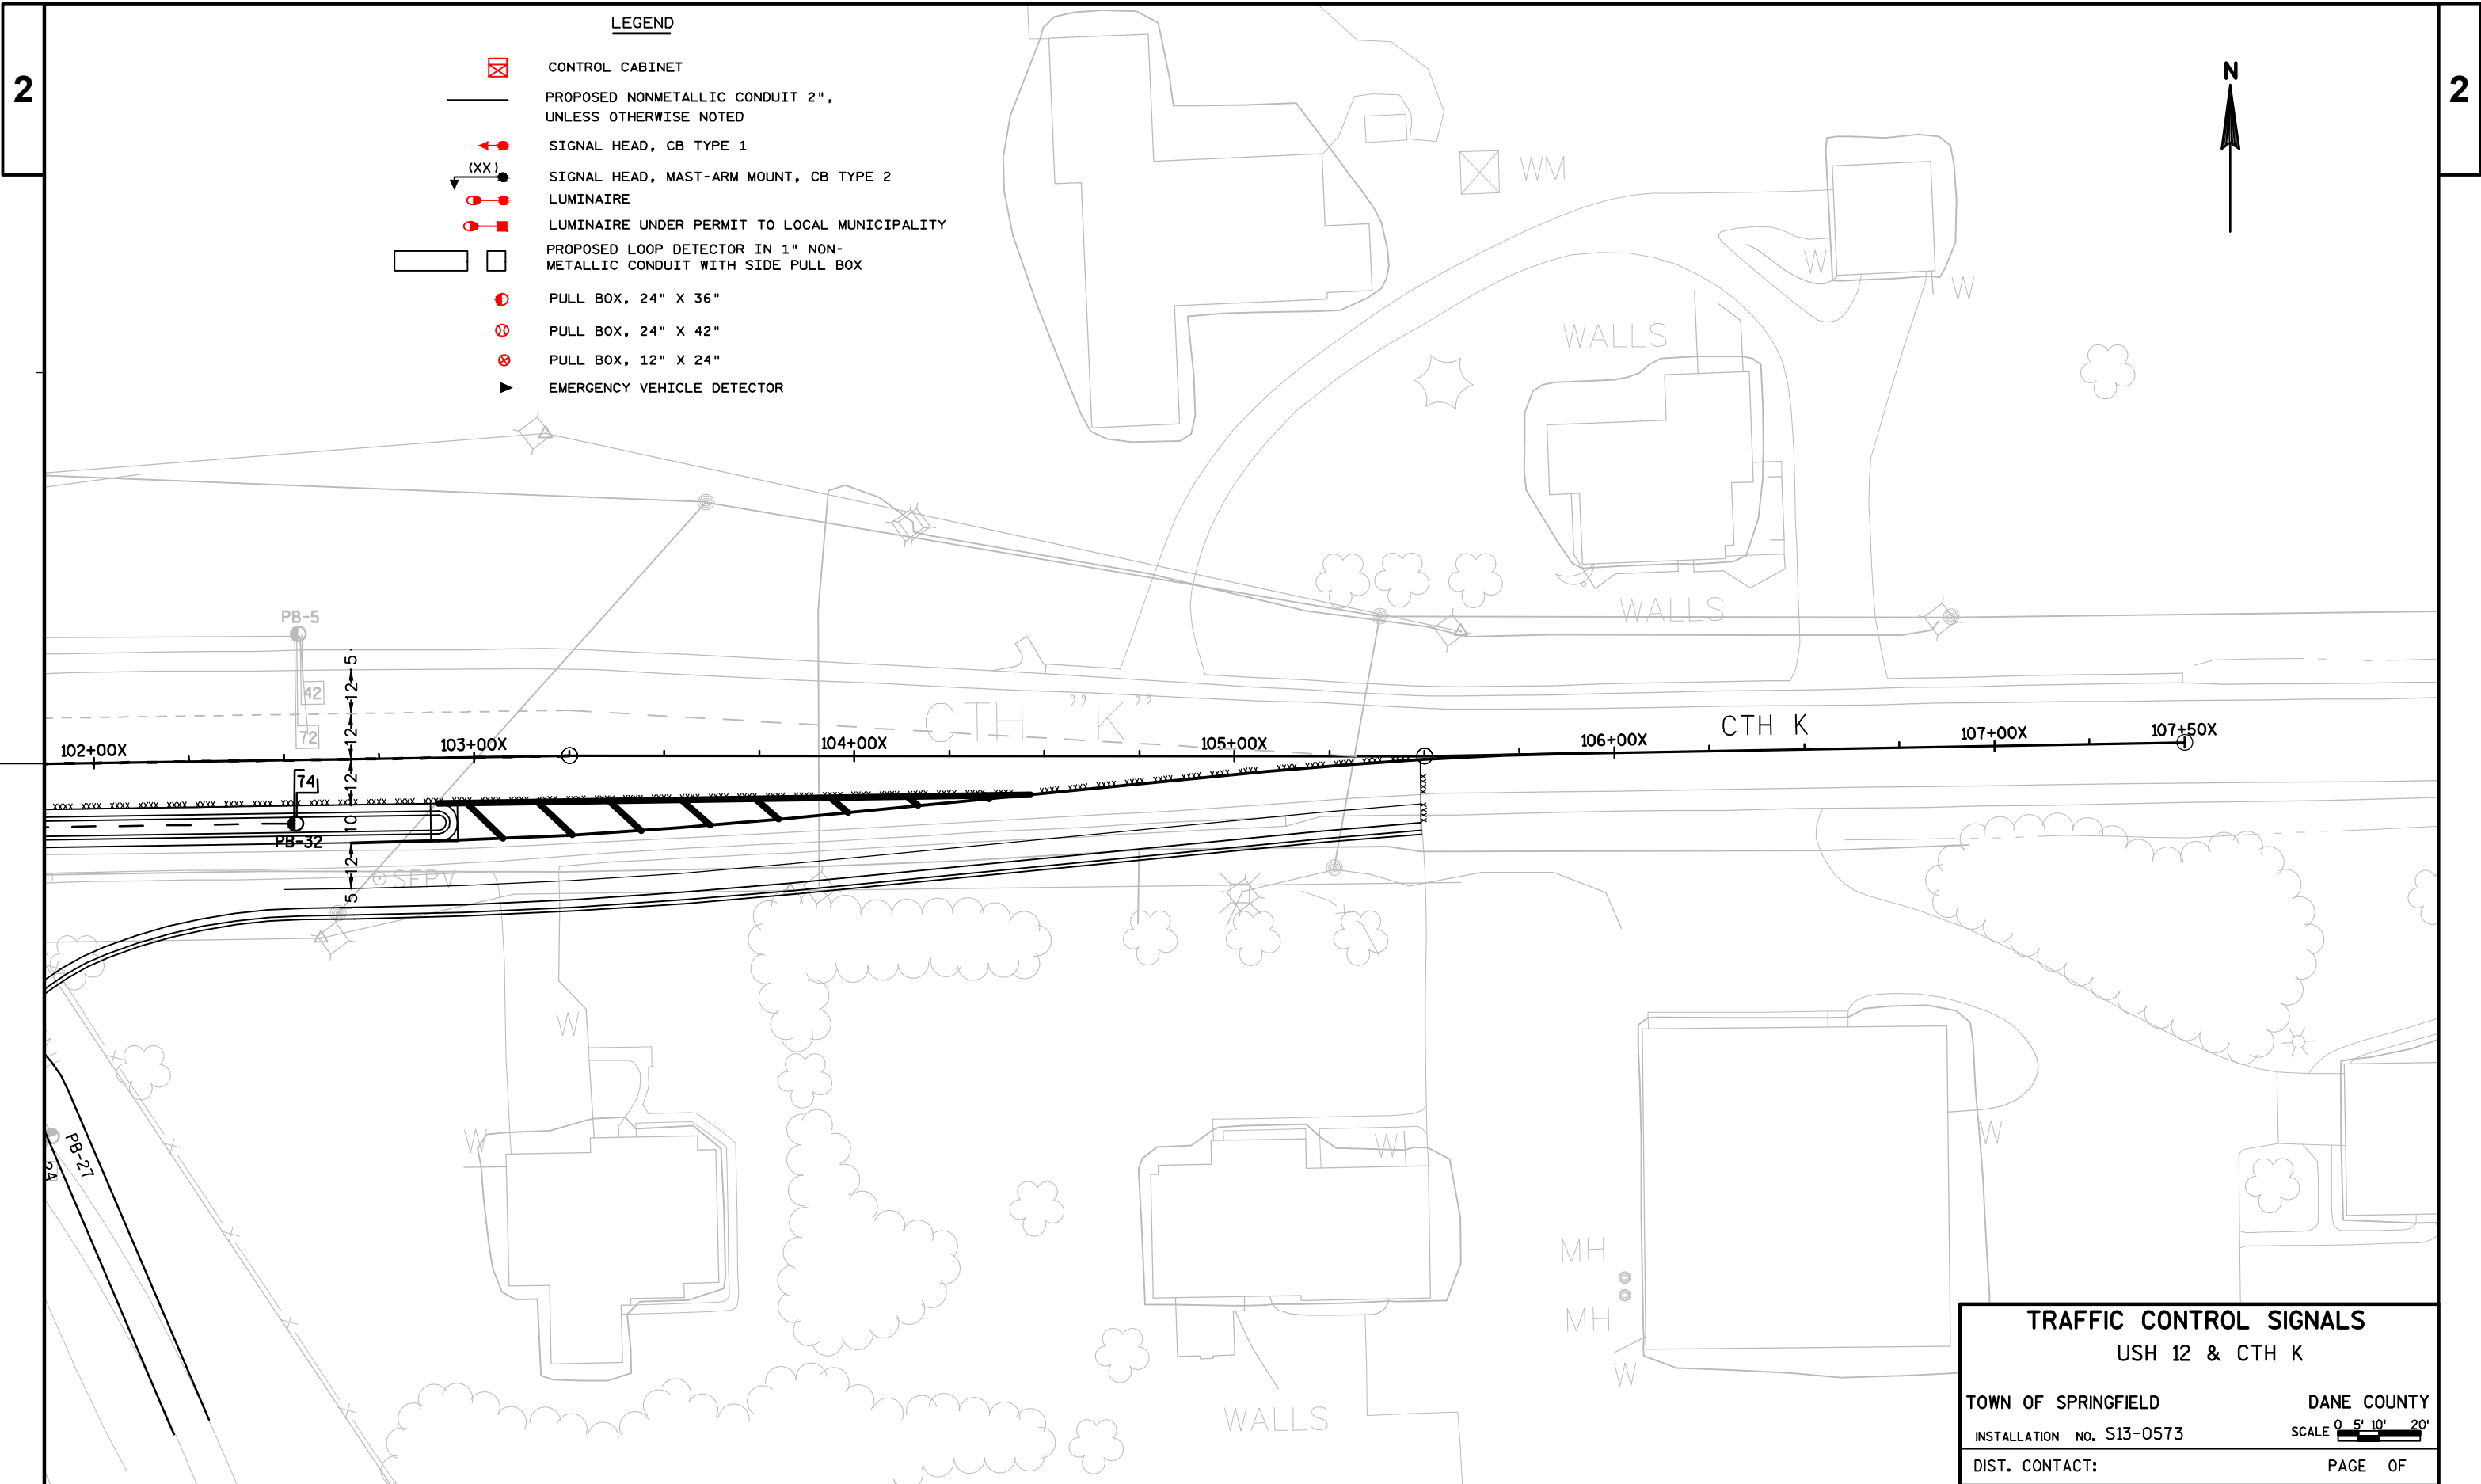 LEGEND
2
2
CONTROL CABINET
PROPOSED NONMETALLIC CONDUIT 2",
UNLESS OTHERWISE NOTED
SIGNAL HEAD, CB TYPE 1
(XX)
SIGNAL HEAD, MAST-ARM MOUNT, CB TYPE 2
LUMINAIRE
LUMINAIRE UNDER PERMIT TO LOCAL MUNICIPALITY
PROPOSED LOOP DETECTOR IN 1" NON-
METALLIC CONDUIT WITH SIDE PULL BOX
PULL BOX, 24" X 36"
PULL BOX, 24" X 42"
PULL BOX, 12" X 24"
EMERGENCY VEHICLE DETECTOR
N
WM
W
W
WALLS
WALLS
PB-5
42
72
5
12
12
12
10
12
5
CTH "K"
CTH K
102+00X
103+00X
104+00X
105+00X
106+00X
107+00X
107+50X
74
PB-32
SEPV
W
W
W
W
PB-27
24
MH
MH
W
WALLS
TRAFFIC CONTROL SIGNALS
USH 12 & CTH K
TOWN OF SPRINGFIELD
DANE COUNTY
INSTALLATION NO. S13-0573
SCALE 0 5' 10' 20'
DIST. CONTACT:
PAGE OF